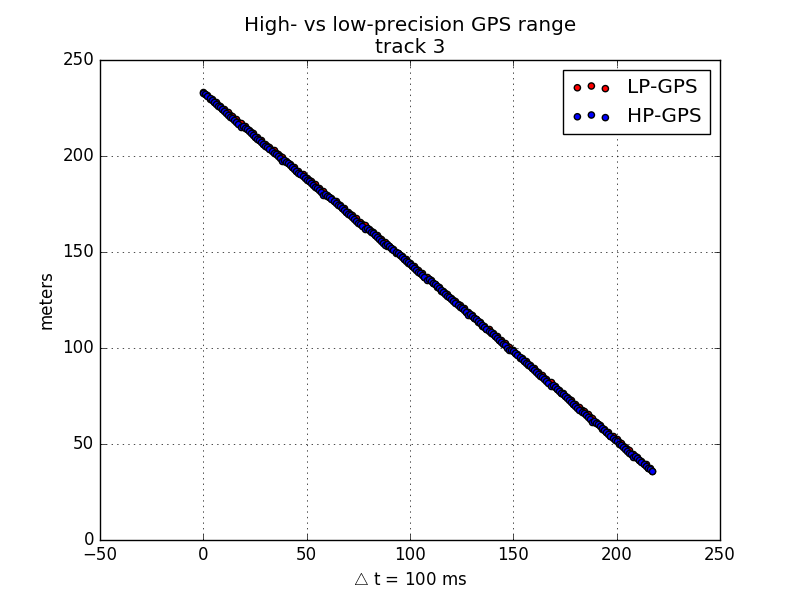 High- vs low-precision GPS range
track 3
LP-GPS
HP-GPS
250
200
150
100
50
0
meters
−50 0 50 100 150 200 250
△ t = 100 ms